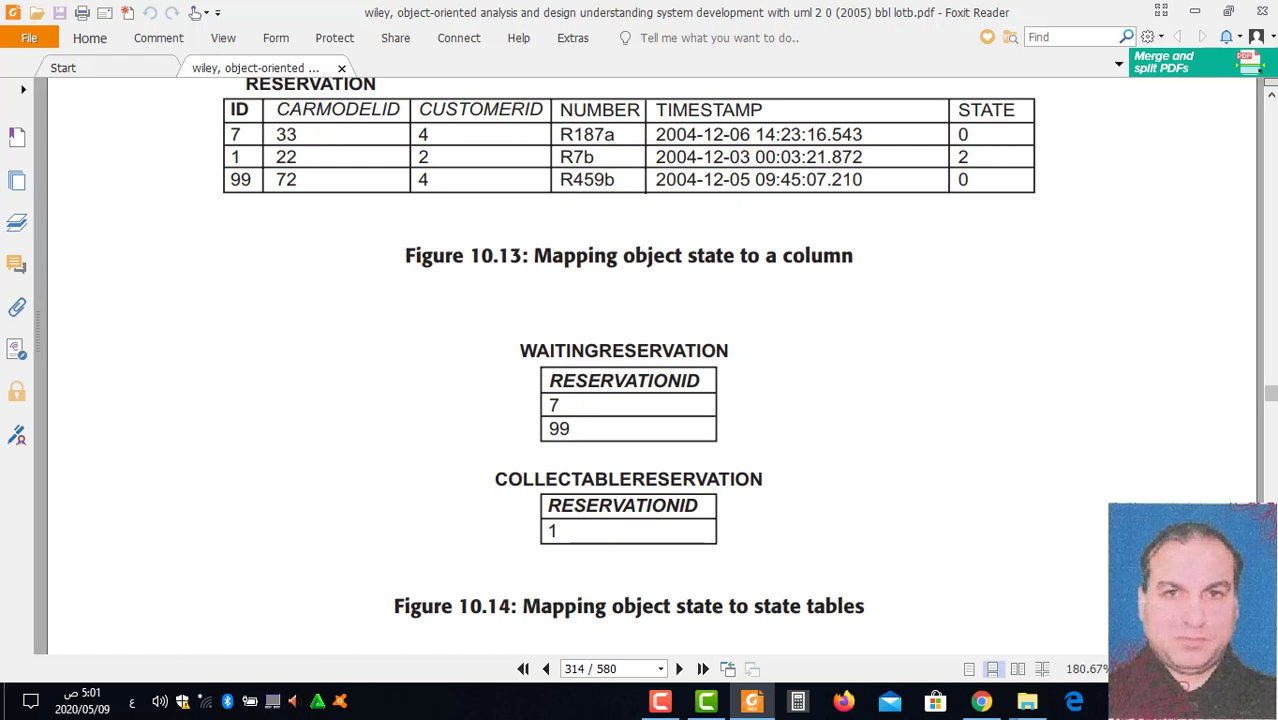 wiley, object-oriented analysis and design understanding system development with uml 2 0 (2005) bbl lotb.pdf - Foxit Reader
File Home Comment View Form Protect Share Connect Help Extras Tell me what you want to do.. Find
Start wiley, object-oriented ... Merge and
split PDFs
RESERVATION
ID CARMODELID CUSTOMERID NUMBER TIMESTAMP STATE
7 33 4 R187a 2004-12-06 14:23:16.543 0
1 22 2 R7b 2004-12-03 00:03:21.872 2
99 72 4 R459b 2004-12-05 09:45:07.210 0
Figure 10.13: Mapping object state to a column
WAITINGRESERVATION
RESERVATIONID
7
99
COLLECTABLERESERVATION
RESERVATIONID
1
Figure 10.14: Mapping object state to state tables
314 / 580 180.67%
5:01 ص
2020/05/09
ع